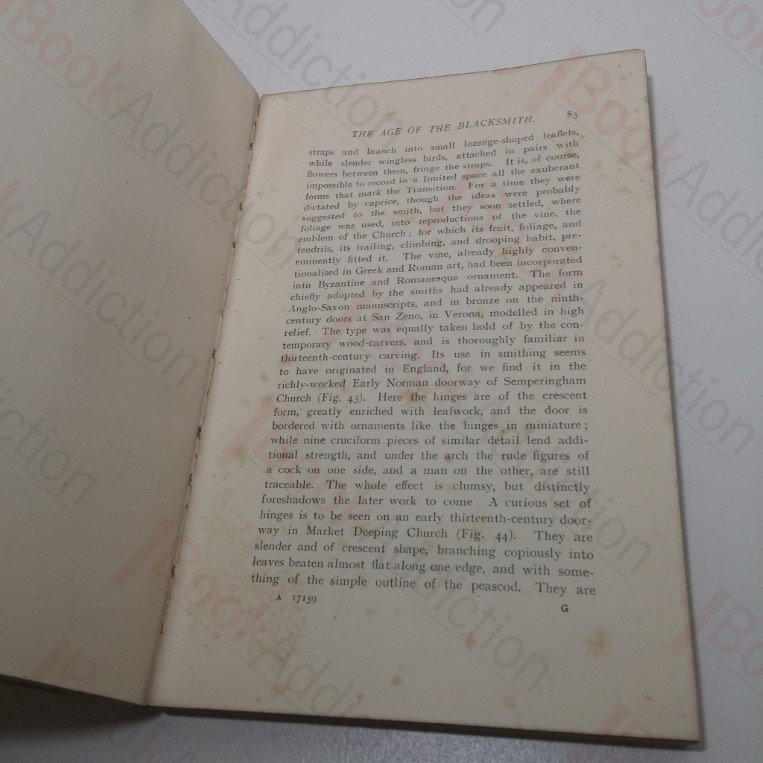 THE AGE OF THE BLACKSMITH. 85
straps and branch into small lozenge-shaped leaflets,
while slender wingless birds, attached in pairs with
flowers between them, fringe the straps. It is, of course,
impossible to record in a limited space all the exuberant
forms that mark the Transition. For a time they were
dictated by caprice, though the ideas were probably
suggested to the smith, but they soon settled, where
foliage was used, into reproductions of the vine, the
emblem of the Church; for which its fruit, foliage, and
tendrils, its trailing, climbing, and drooping habit, pre-
eminently fitted it. The vine, already highly conven-
tionalised in Greek and Roman art, had been incorporated
into Byzantine and Romanesque ornament. The form
chiefly adopted by the smiths had already appeared in
Anglo-Saxon manuscripts, and in bronze on the ninth-
century doors at San Zeno, in Verona, modelled in high
relief. The type was equally taken hold of by the con-
temporary wood-carvers, and is thoroughly familiar in
thirteenth-century carving. Its use in smithing seems
to have originated in England, for we find it in the
richly-worked Early Norman doorway of Semperingham
Church (Fig. 43). Here the hinges are of the crescent
form, greatly enriched with leafwork, and the door is
bordered with ornaments like the hinges in miniature;
while nine cruciform pieces of similar detail lend addi-
tional strength, and under the arch the rude figures of
a cock on one side, and a man on the other, are still
traceable. The whole effect is clumsy, but distinctly
foreshadows the later work to come A curious set of
hinges is to be seen on an early thirteenth-century door-
way in Market Deeping Church (Fig. 44). They are
slender and of crescent shape, branching copiously into
leaves beaten almost flat along one edge, and with some-
thing of the simple outline of the peascod. They are
A 17159 G
BookAddiction